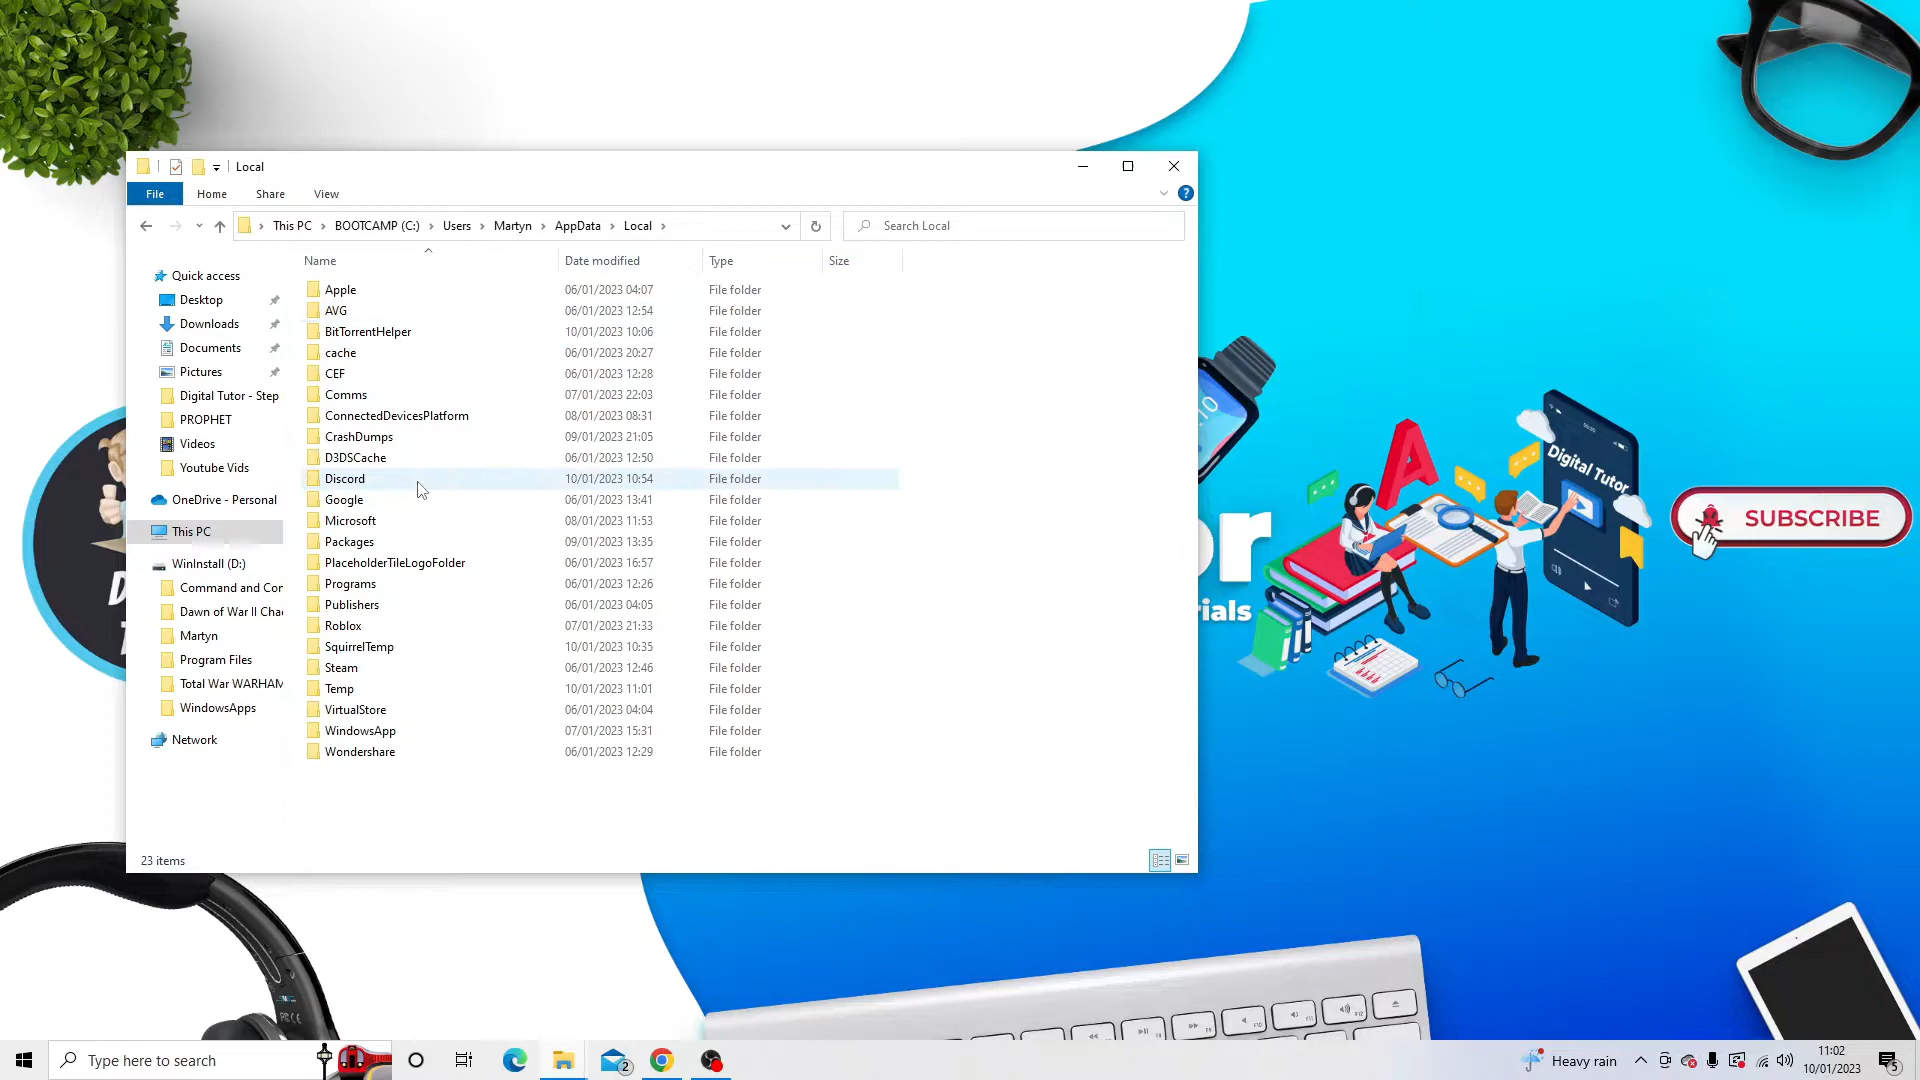 Local
File Home Share View
This PC BOOTCAMP (C:) Users Martyn AppData Local
Search Local
Name Date modified Type Size
Quick access
Desktop
Downloads
Documents
Pictures
Digital Tutor - Step
PROPHET
Videos
Youtube Vids
OneDrive - Personal
This PC
WinInstall (D:)
Command and Con
Dawn of War II Chao
Martyn
Program Files
Total War WARHAM
WindowsApps
Network
Apple 06/01/2023 04:07 File folder
AVG 06/01/2023 12:54 File folder
BitTorrentHelper 10/01/2023 10:06 File folder
cache 06/01/2023 20:27 File folder
CEF 06/01/2023 12:28 File folder
Comms 07/01/2023 22:03 File folder
ConnectedDevicesPlatform 08/01/2023 08:31 File folder
CrashDumps 09/01/2023 21:05 File folder
D3DSCache 06/01/2023 12:50 File folder
Discord 10/01/2023 10:54 File folder
Google 06/01/2023 13:41 File folder
Microsoft 08/01/2023 11:53 File folder
Packages 09/01/2023 13:35 File folder
PlaceholderTileLogoFolder 06/01/2023 16:57 File folder
Programs 06/01/2023 12:26 File folder
Publishers 06/01/2023 04:05 File folder
Roblox 07/01/2023 21:33 File folder
SquirrelTemp 10/01/2023 10:35 File folder
Steam 06/01/2023 12:46 File folder
Temp 10/01/2023 11:01 File folder
VirtualStore 06/01/2023 04:04 File folder
WindowsApp 07/01/2023 15:31 File folder
Wondershare 06/01/2023 12:29 File folder
23 items
or
ials
A
Digital Tutor
SUBSCRIBE
Type here to search
2
Heavy rain
11:02
10/01/2023
5